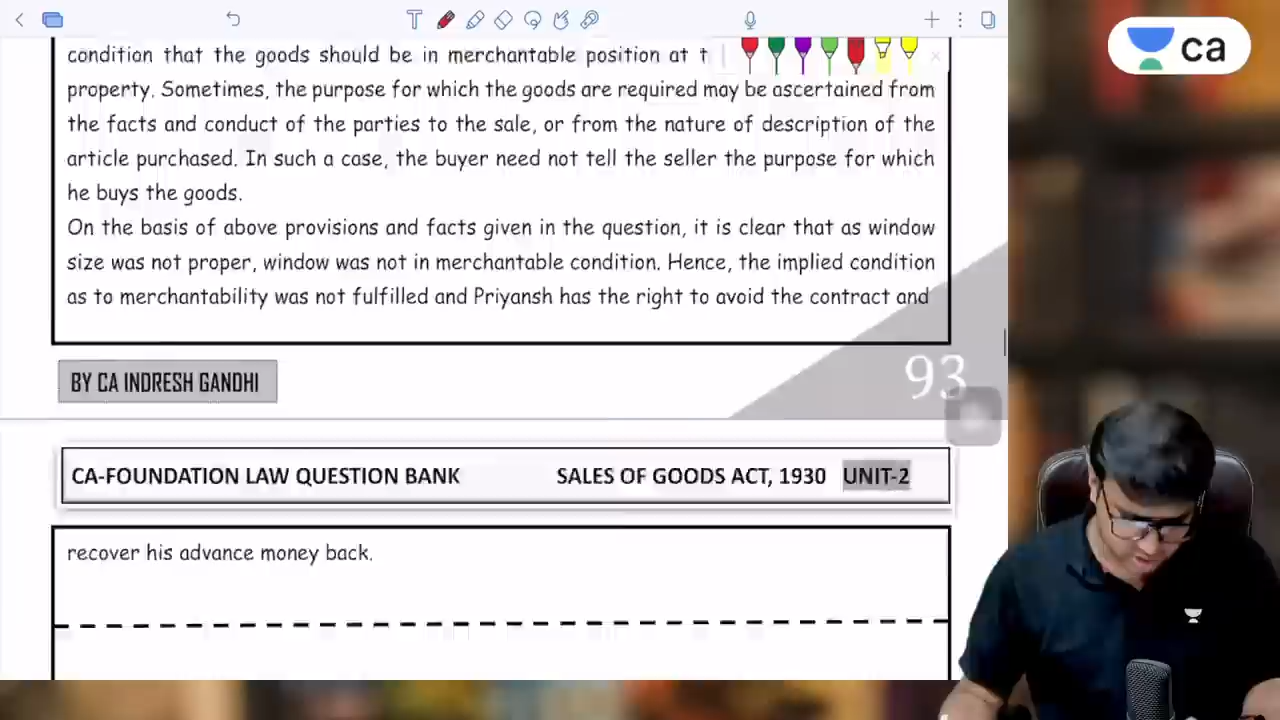 ca
condition that the goods should be in merchantable position at t
property. Sometimes, the purpose for which the goods are required may be ascertained from
the facts and conduct of the parties to the sale, or from the nature of description of the
article purchased. In such a case, the buyer need not tell the seller the purpose for which
he buys the goods.
On the basis of above provisions and facts given in the question, it is clear that as window
size was not proper, window was not in merchantable condition. Hence, the implied condition
as to merchantability was not fulfilled and Priyansh has the right to avoid the contract and
BY CA INDRESH GANDHI
93
CA-FOUNDATION LAW QUESTION BANK SALES OF GOODS ACT, 1930 UNIT-2
recover his advance money back.